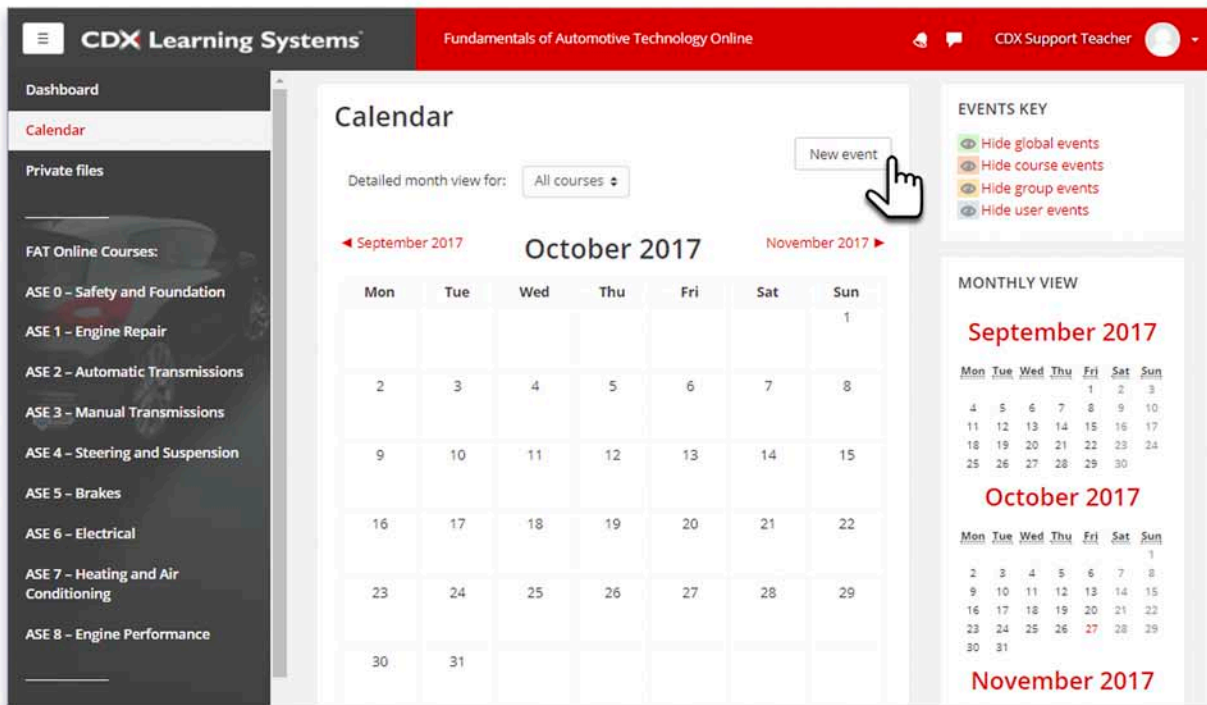 CDX Learning Systems
Fundamentals of Automotive Technology Online
CDX Support Teacher
Dashboard
Calendar
Private files
FAT Online Courses:
ASE 0 – Safety and Foundation
ASE 1 – Engine Repair
ASE 2 – Automatic Transmissions
ASE 3 – Manual Transmissions
ASE 4 – Steering and Suspension
ASE 5 – Brakes
ASE 6 – Electrical
ASE 7 – Heating and Air
Conditioning
ASE 8 – Engine Performance
Calendar
New event
Detailed month view for: All courses
◄ September 2017 October 2017 November 2017 ►
Mon Tue Wed Thu Fri Sat Sun
1
2 3 4 5 6 7 8
9 10 11 12 13 14 15
16 17 18 19 20 21 22
23 24 25 26 27 28 29
30 31
EVENTS KEY
Hide global events
Hide course events
Hide group events
Hide user events
MONTHLY VIEW
September 2017
Mon Tue Wed Thu Fri Sat Sun
1 2 3
4 5 6 7 8 9 10
11 12 13 14 15 16 17
18 19 20 21 22 23 24
25 26 27 28 29 30
October 2017
Mon Tue Wed Thu Fri Sat Sun
1
2 3 4 5 6 7 8
9 10 11 12 13 14 15
16 17 18 19 20 21 22
23 24 25 26 27 28 29
30 31
November 2017